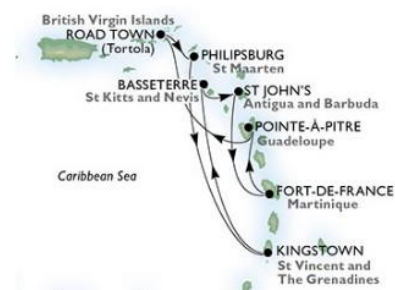 British Virgin Islands
ROAD TOWN
(Tortola)
PHILIPSBURG
St Maarten
BASSETERRE
St Kitts and Nevis
ST JOHN'S
Antigua and Barbuda
POINTE-À-PITRE
Guadeloupe
Caribbean Sea
FORT-DE-FRANCE
Martinique
KINGSTOWN
St Vincent and
The Grenadines